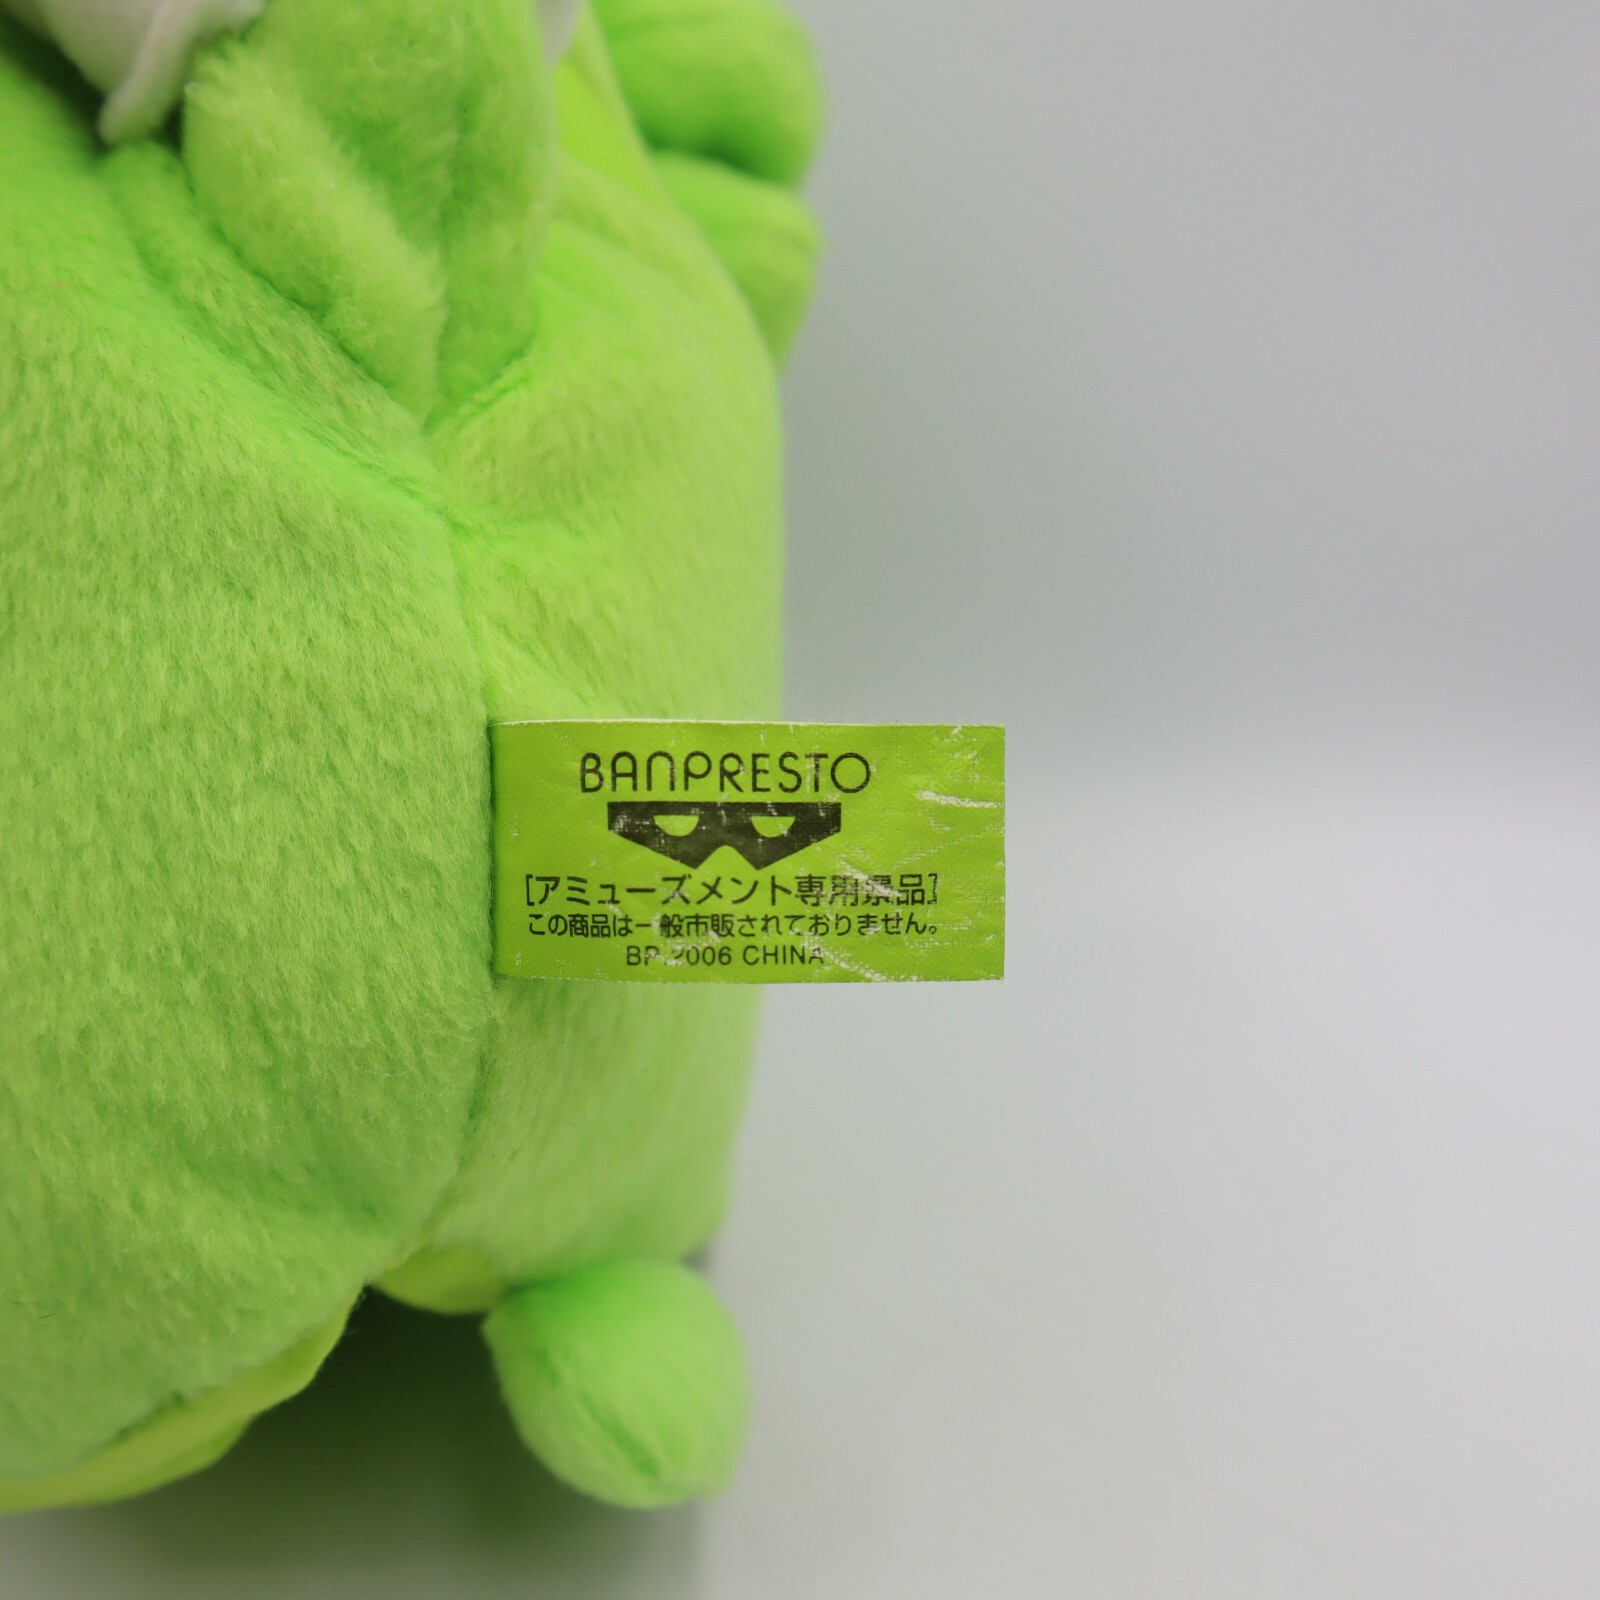 BANPRESTO
[アミューズメント専用景品]
この商品は一般市販されておりません。
BP.2006 CHINA